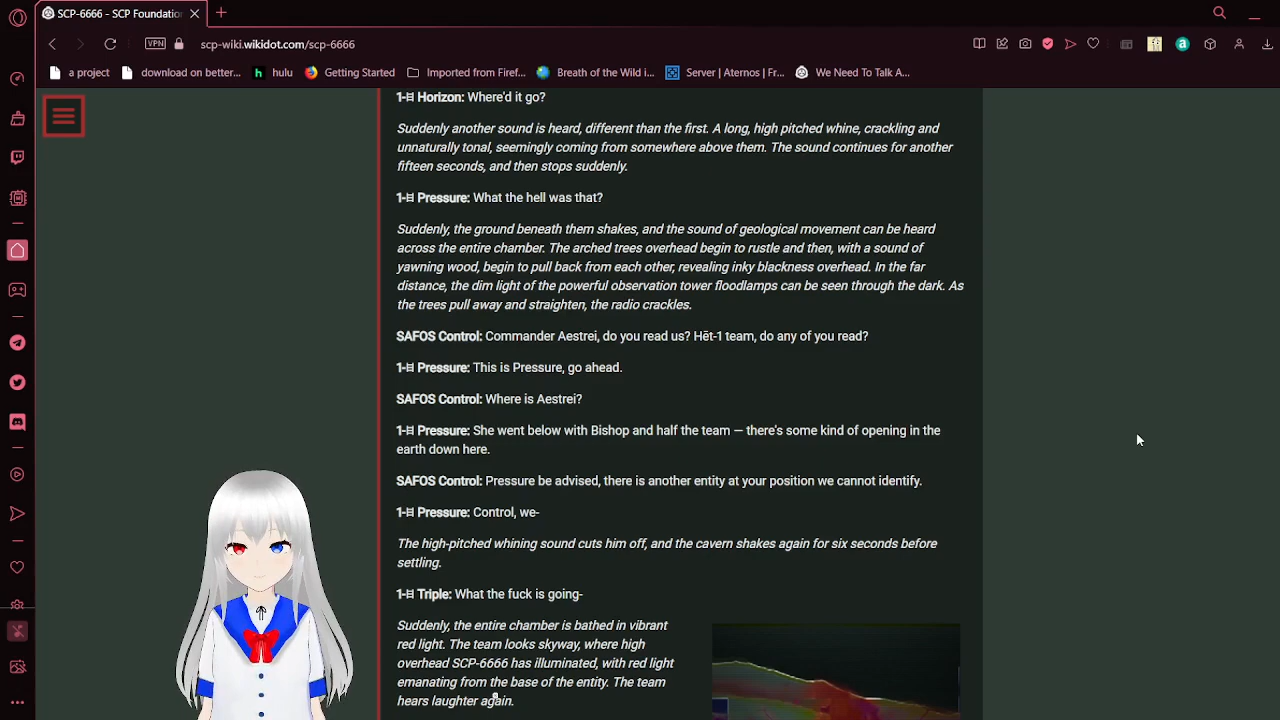 SCP-6666 - SCP Foundatio
VPN
scp-wiki.wikidot.com/scp-6666
a project
download on better...
hulu
Getting Started
Imported from Firef...
Breath of the Wild i...
Server | Aternos | Fr...
We Need To Talk A...
1-𐤇 Horizon: Where'd it go?
Suddenly another sound is heard, different than the first. A long, high pitched whine, crackling and
unnaturally tonal, seemingly coming from somewhere above them. The sound continues for another
fifteen seconds, and then stops suddenly.
1-𐤇 Pressure: What the hell was that?
Suddenly, the ground beneath them shakes, and the sound of geological movement can be heard
across the entire chamber. The arched trees overhead begin to rustle and then, with a sound of
yawning wood, begin to pull back from each other, revealing inky blackness overhead. In the far
distance, the dim light of the powerful observation tower floodlamps can be seen through the dark. As
the trees pull away and straighten, the radio crackles.
SAFOS Control: Commander Aestrei, do you read us? Hēt-1 team, do any of you read?
1-𐤇 Pressure: This is Pressure, go ahead.
SAFOS Control: Where is Aestrei?
1-𐤇 Pressure: She went below with Bishop and half the team — there's some kind of opening in the
earth down here.
SAFOS Control: Pressure be advised, there is another entity at your position we cannot identify.
1-𐤇 Pressure: Control, we-
The high-pitched whining sound cuts him off, and the cavern shakes again for six seconds before
settling.
1-𐤇 Triple: What the fuck is going-
Suddenly, the entire chamber is bathed in vibrant
red light. The team looks skyway, where high
overhead SCP-6666 has illuminated, with red light
emanating from the base of the entity. The team
hears laughter again.